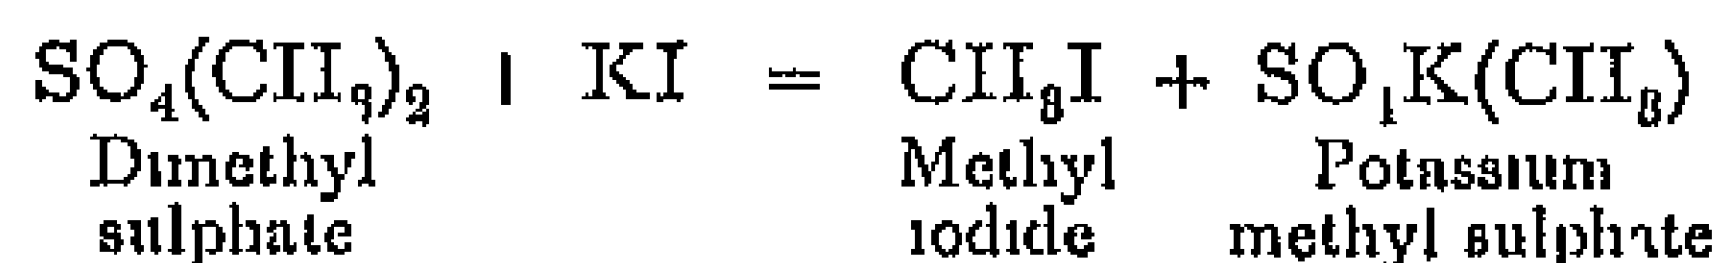 SO₄(CH₃)₂ + KI = CH₃I + SO₄K(CH₃)
Dimethyl Methyl Potassium
sulphate iodide methyl sulphate